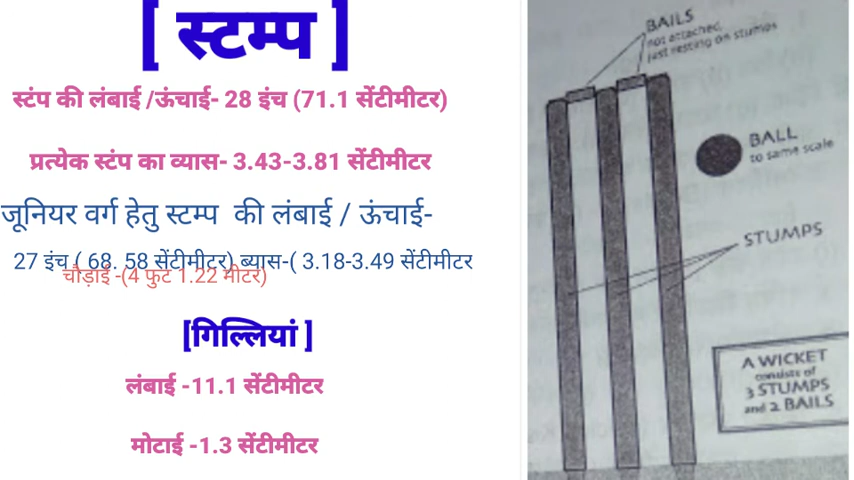 [ स्टम्प ]
स्टंप की लंबाई /ऊंचाई- 28 इंच (71.1 सेंटीमीटर)
प्रत्येक स्टंप का व्यास- 3.43-3.81 सेंटीमीटर
जूनियर वर्ग हेतु स्टम्प की लंबाई / ऊंचाई-
27 इंच ( 68. 58 सेंटीमीटर) ब्यास-( 3.18-3.49 सेंटीमीटर
चौड़ाई -(4 फुट 1.22 मीटर)
[गिल्लियां ]
लंबाई -11.1 सेंटीमीटर
मोटाई -1.3 सेंटीमीटर
BAILS
not attached,
just resting on stumps
BALL
to same scale
STUMPS
A WICKET
consists of
3 STUMPS
and 2 BAILS